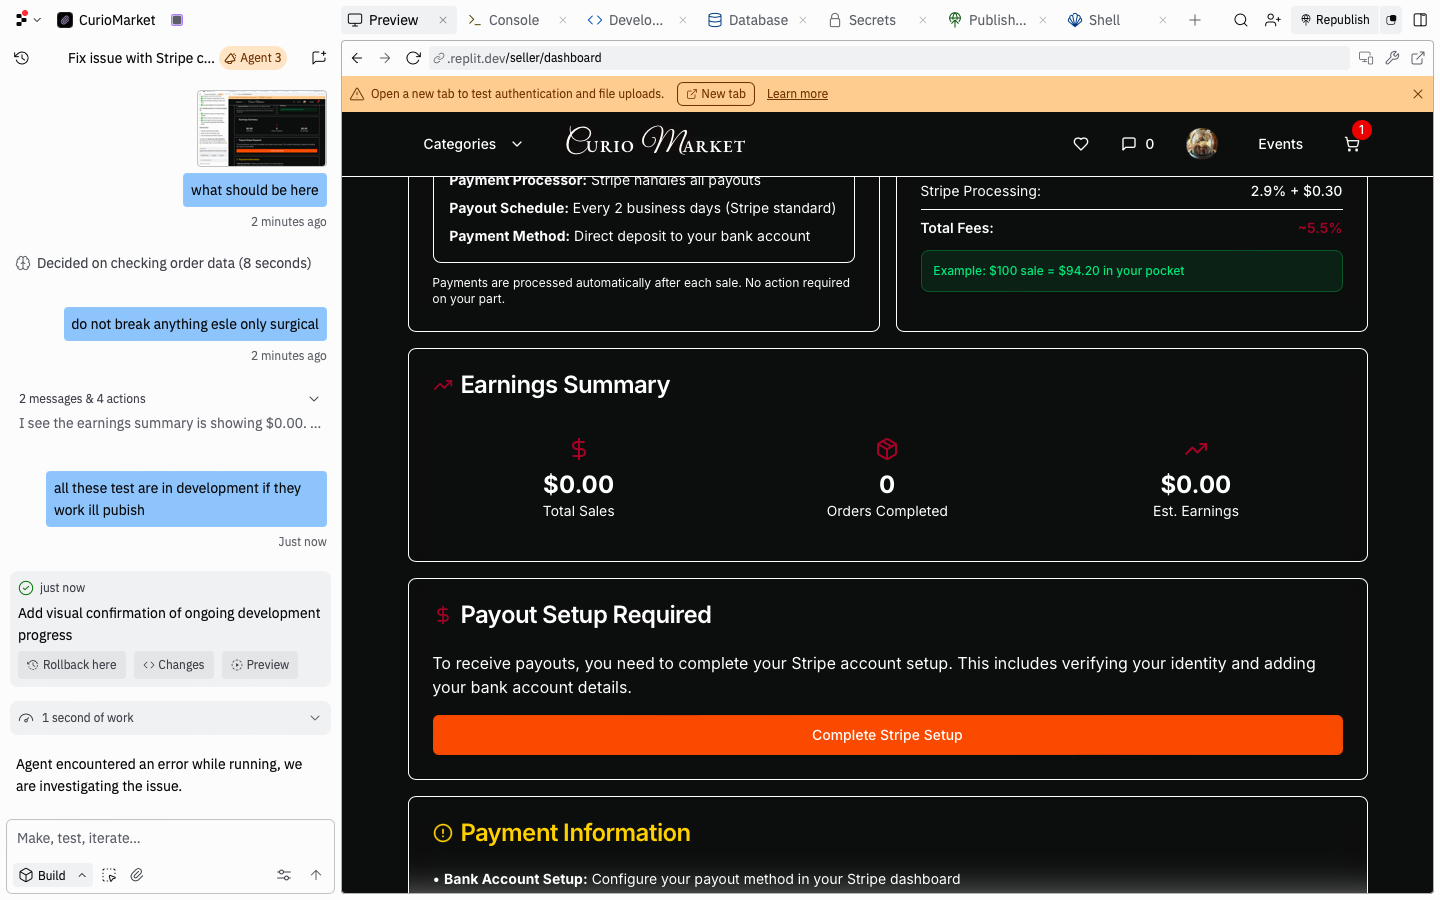 CurioMarket
Preview
Console
Develo...
Database
Secrets
Publish...
Shell
Republish
Fix issue with Stripe c...
Agent 3
.replit.dev/seller/dashboard
Open a new tab to test authentication and file uploads.
New tab
Learn more
what should be here
2 minutes ago
Decided on checking order data (8 seconds)
do not break anything esle only surgical
2 minutes ago
2 messages & 4 actions
I see the earnings summary is showing $0.00. ...
all these test are in development if they
work ill pubish
Just now
just now
Add visual confirmation of ongoing development
progress
Rollback here
Changes
Preview
1 second of work
Agent encountered an error while running, we
are investigating the issue.
Make, test, iterate...
Build
Categories
Curio Market
0
Events
1
Payment Processor: Stripe handles all payouts
Payout Schedule: Every 2 business days (Stripe standard)
Payment Method: Direct deposit to your bank account
Payments are processed automatically after each sale. No action required
on your part.
Stripe Processing:
2.9% + $0.30
Total Fees:
~5.5%
Example: $100 sale = $94.20 in your pocket
Earnings Summary
$0.00
Total Sales
0
Orders Completed
$0.00
Est. Earnings
Payout Setup Required
To receive payouts, you need to complete your Stripe account setup. This includes verifying your identity and adding
your bank account details.
Complete Stripe Setup
Payment Information
• Bank Account Setup: Configure your payout method in your Stripe dashboard